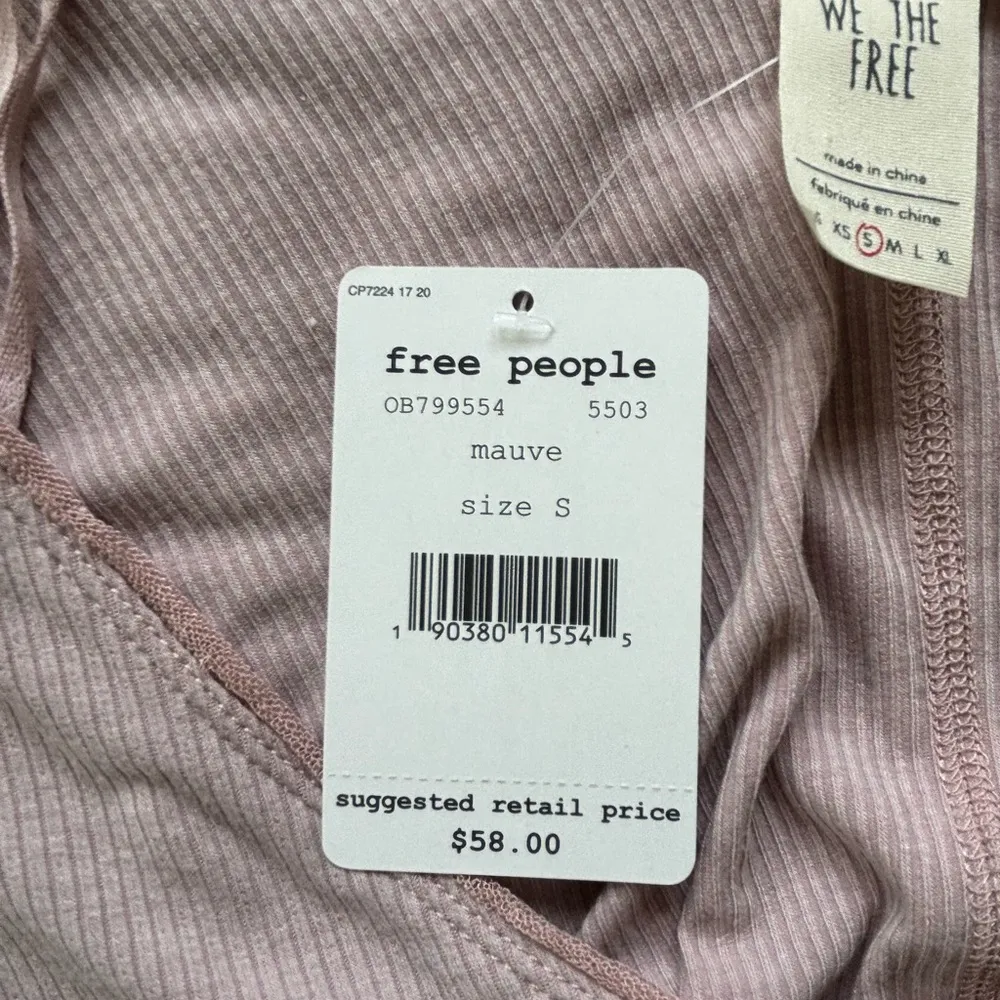 WE THE
FREE
made in china
fabriqué en chine
XS S M L XL
CP7224 17 20
free people
OB799554 5503
mauve
size S
1 90380 11554 5
suggested retail price
$58.00